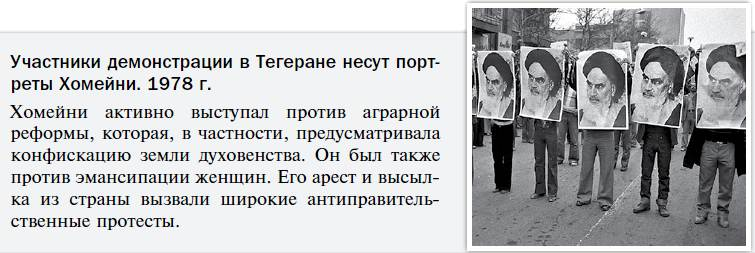 Участники демонстрации в Тегеране несут порт-
реты Хомейни. 1978 г.
Хомейни активно выступал против аграрной
реформы, которая, в частности, предусматривала
конфискацию земли духовенства. Он был также
против эмансипации женщин. Его арест и высыл-
ка из страны вызвали широкие антиправитель-
ственные протесты.